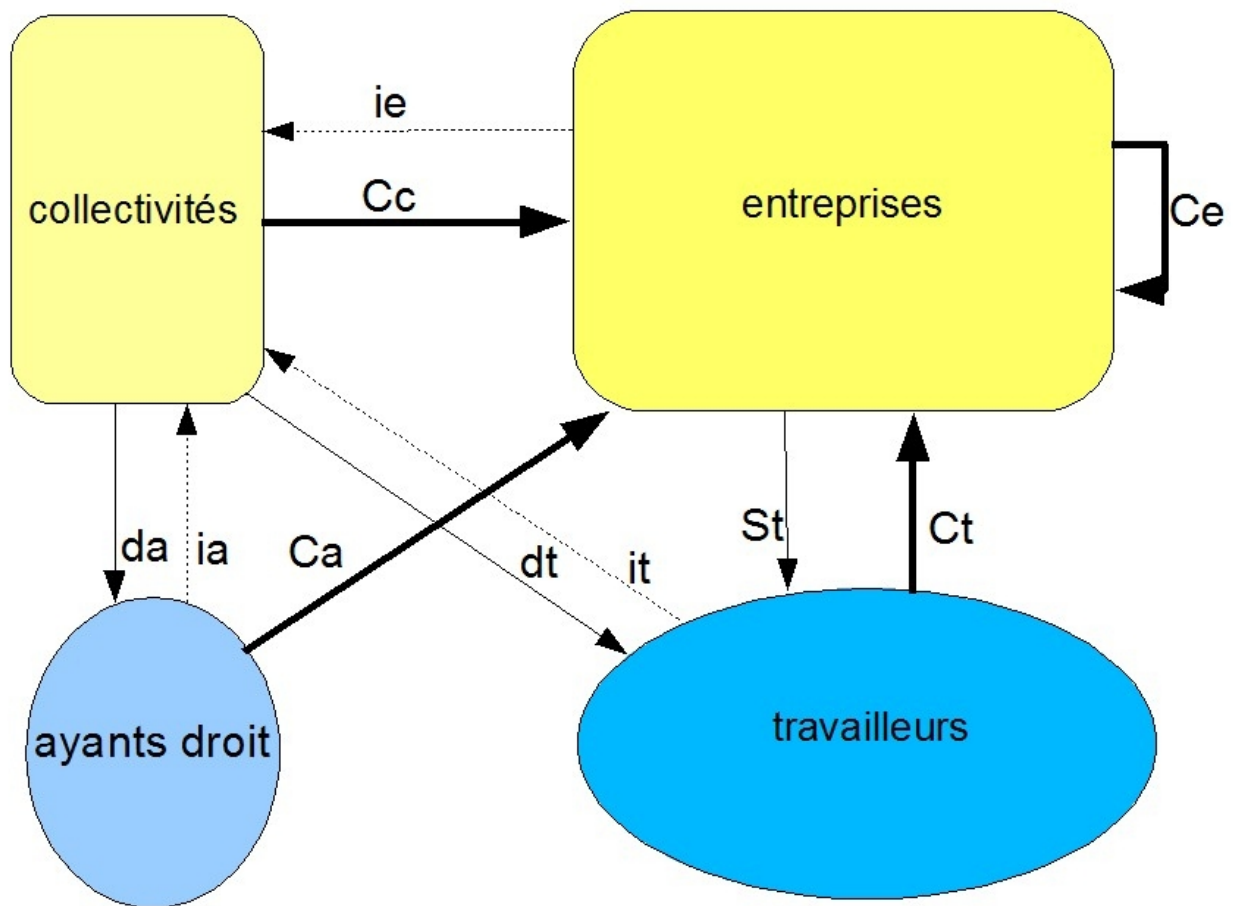 ie
collectivités
Cc
entreprises
Ce
da
ia
Ca
dt
it
St
Ct
ayants droit
travailleurs